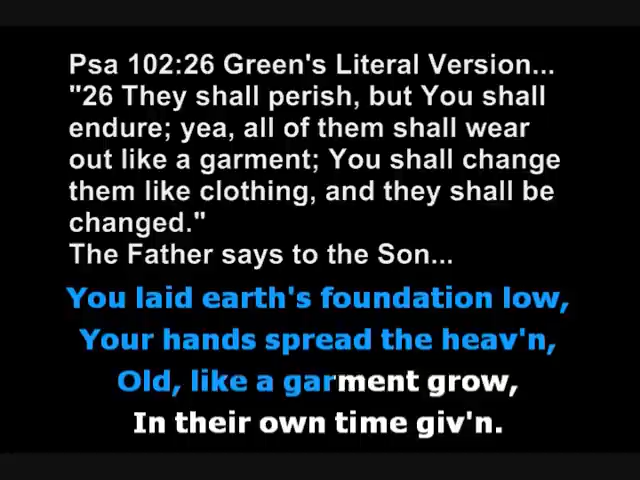 Psa 102:26 Green's Literal Version...
"26 They shall perish, but You shall
endure; yea, all of them shall wear
out like a garment; You shall change
them like clothing, and they shall be
changed."
The Father says to the Son...
You laid earth's foundation low,
Your hands spread the heav'n,
Old, like a garment grow,
In their own time giv'n.